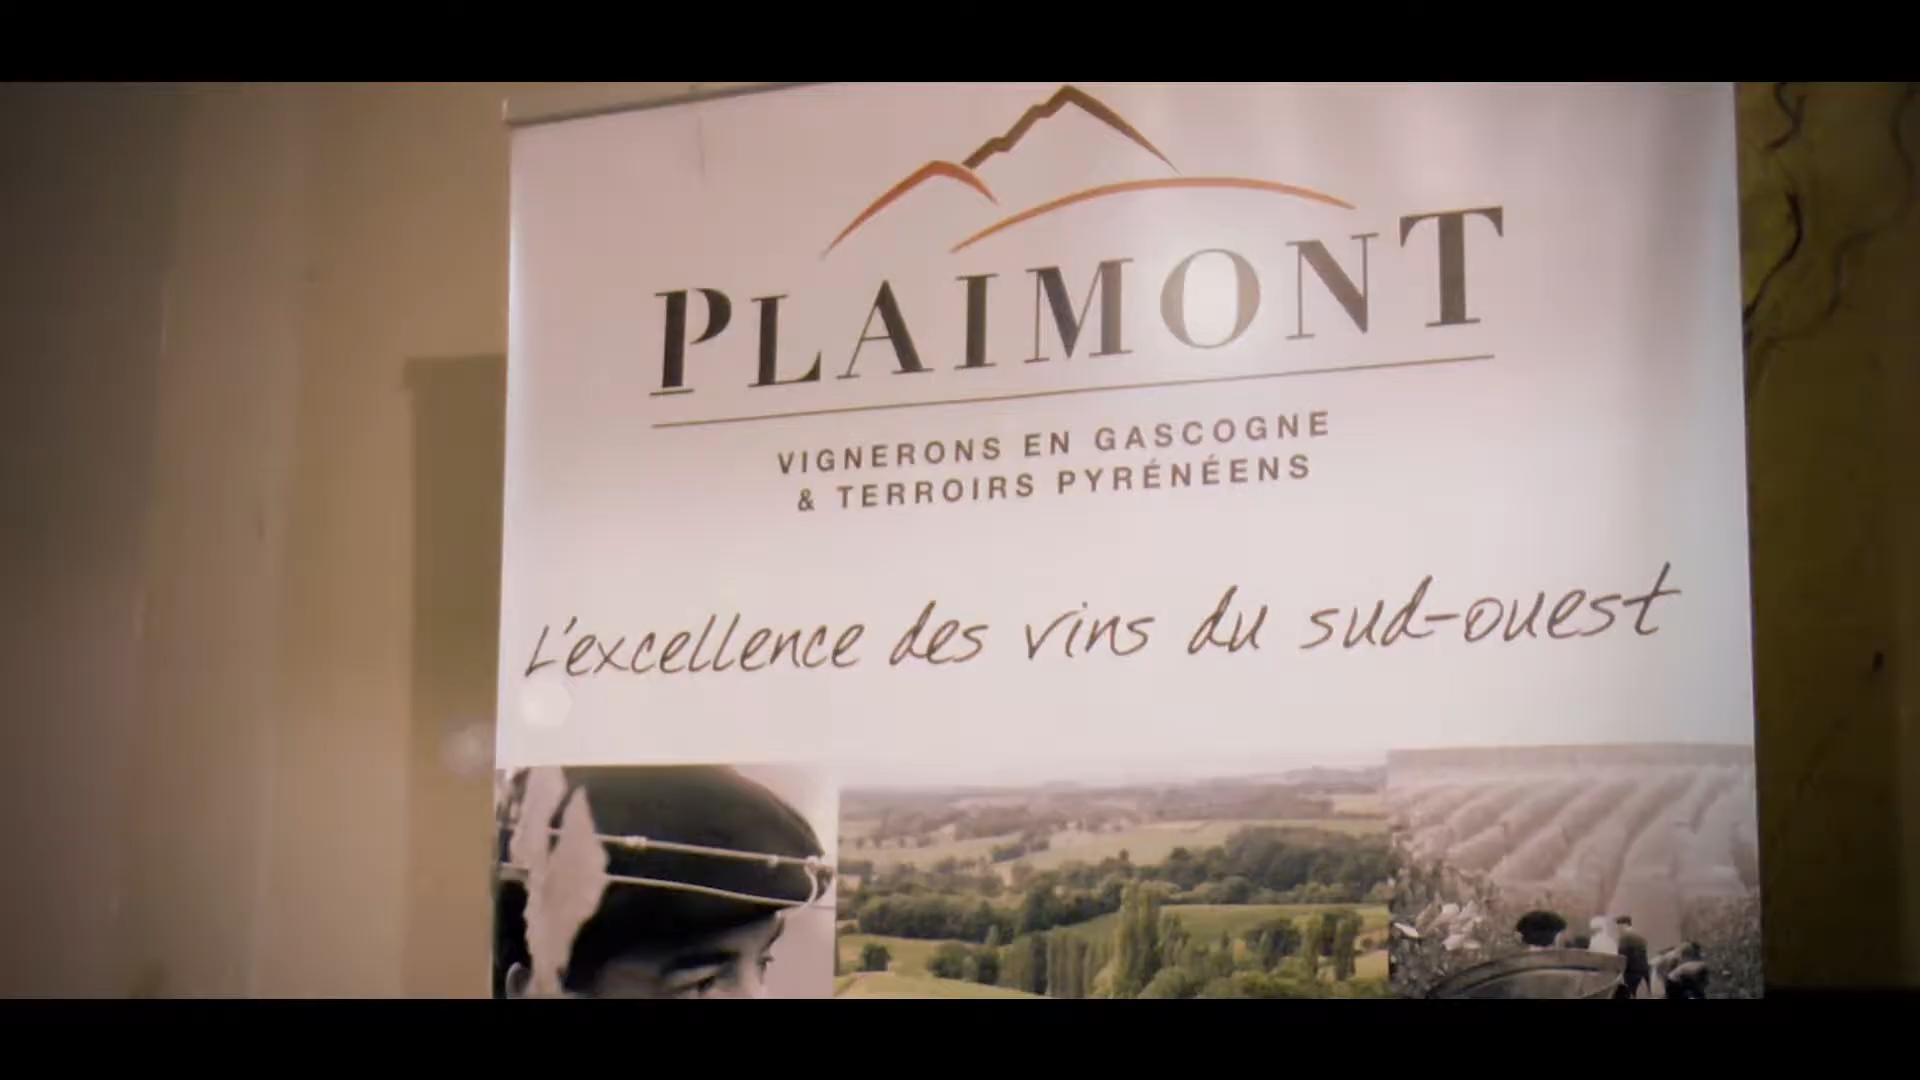 PLAIMONT
VIGNERONS EN GASCOGNE
& TERROIRS PYRÉNÉENS
L'excellence des vins du sud-ouest